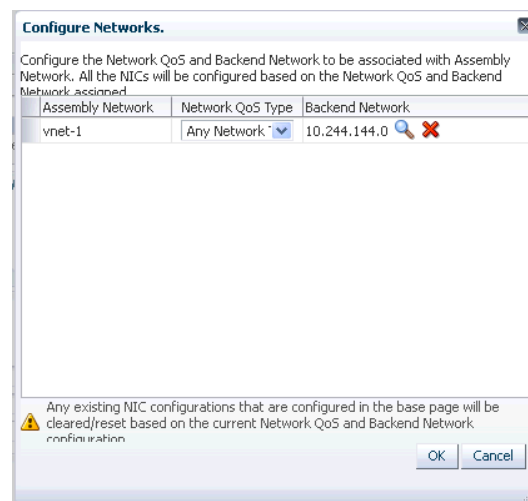 Configure Networks.
Configure the Network QoS and Backend Network to be associated with Assembly
Network. All the NICs will be configured based on the Network QoS and Backend
Network assigned
Assembly Network Network QoS Type Backend Network
vnet-1 Any Network 10.244.144.0
Any existing NIC configurations that are configured in the base page will be
cleared/reset based on the current Network QoS and Backend Network
configuration
OK Cancel